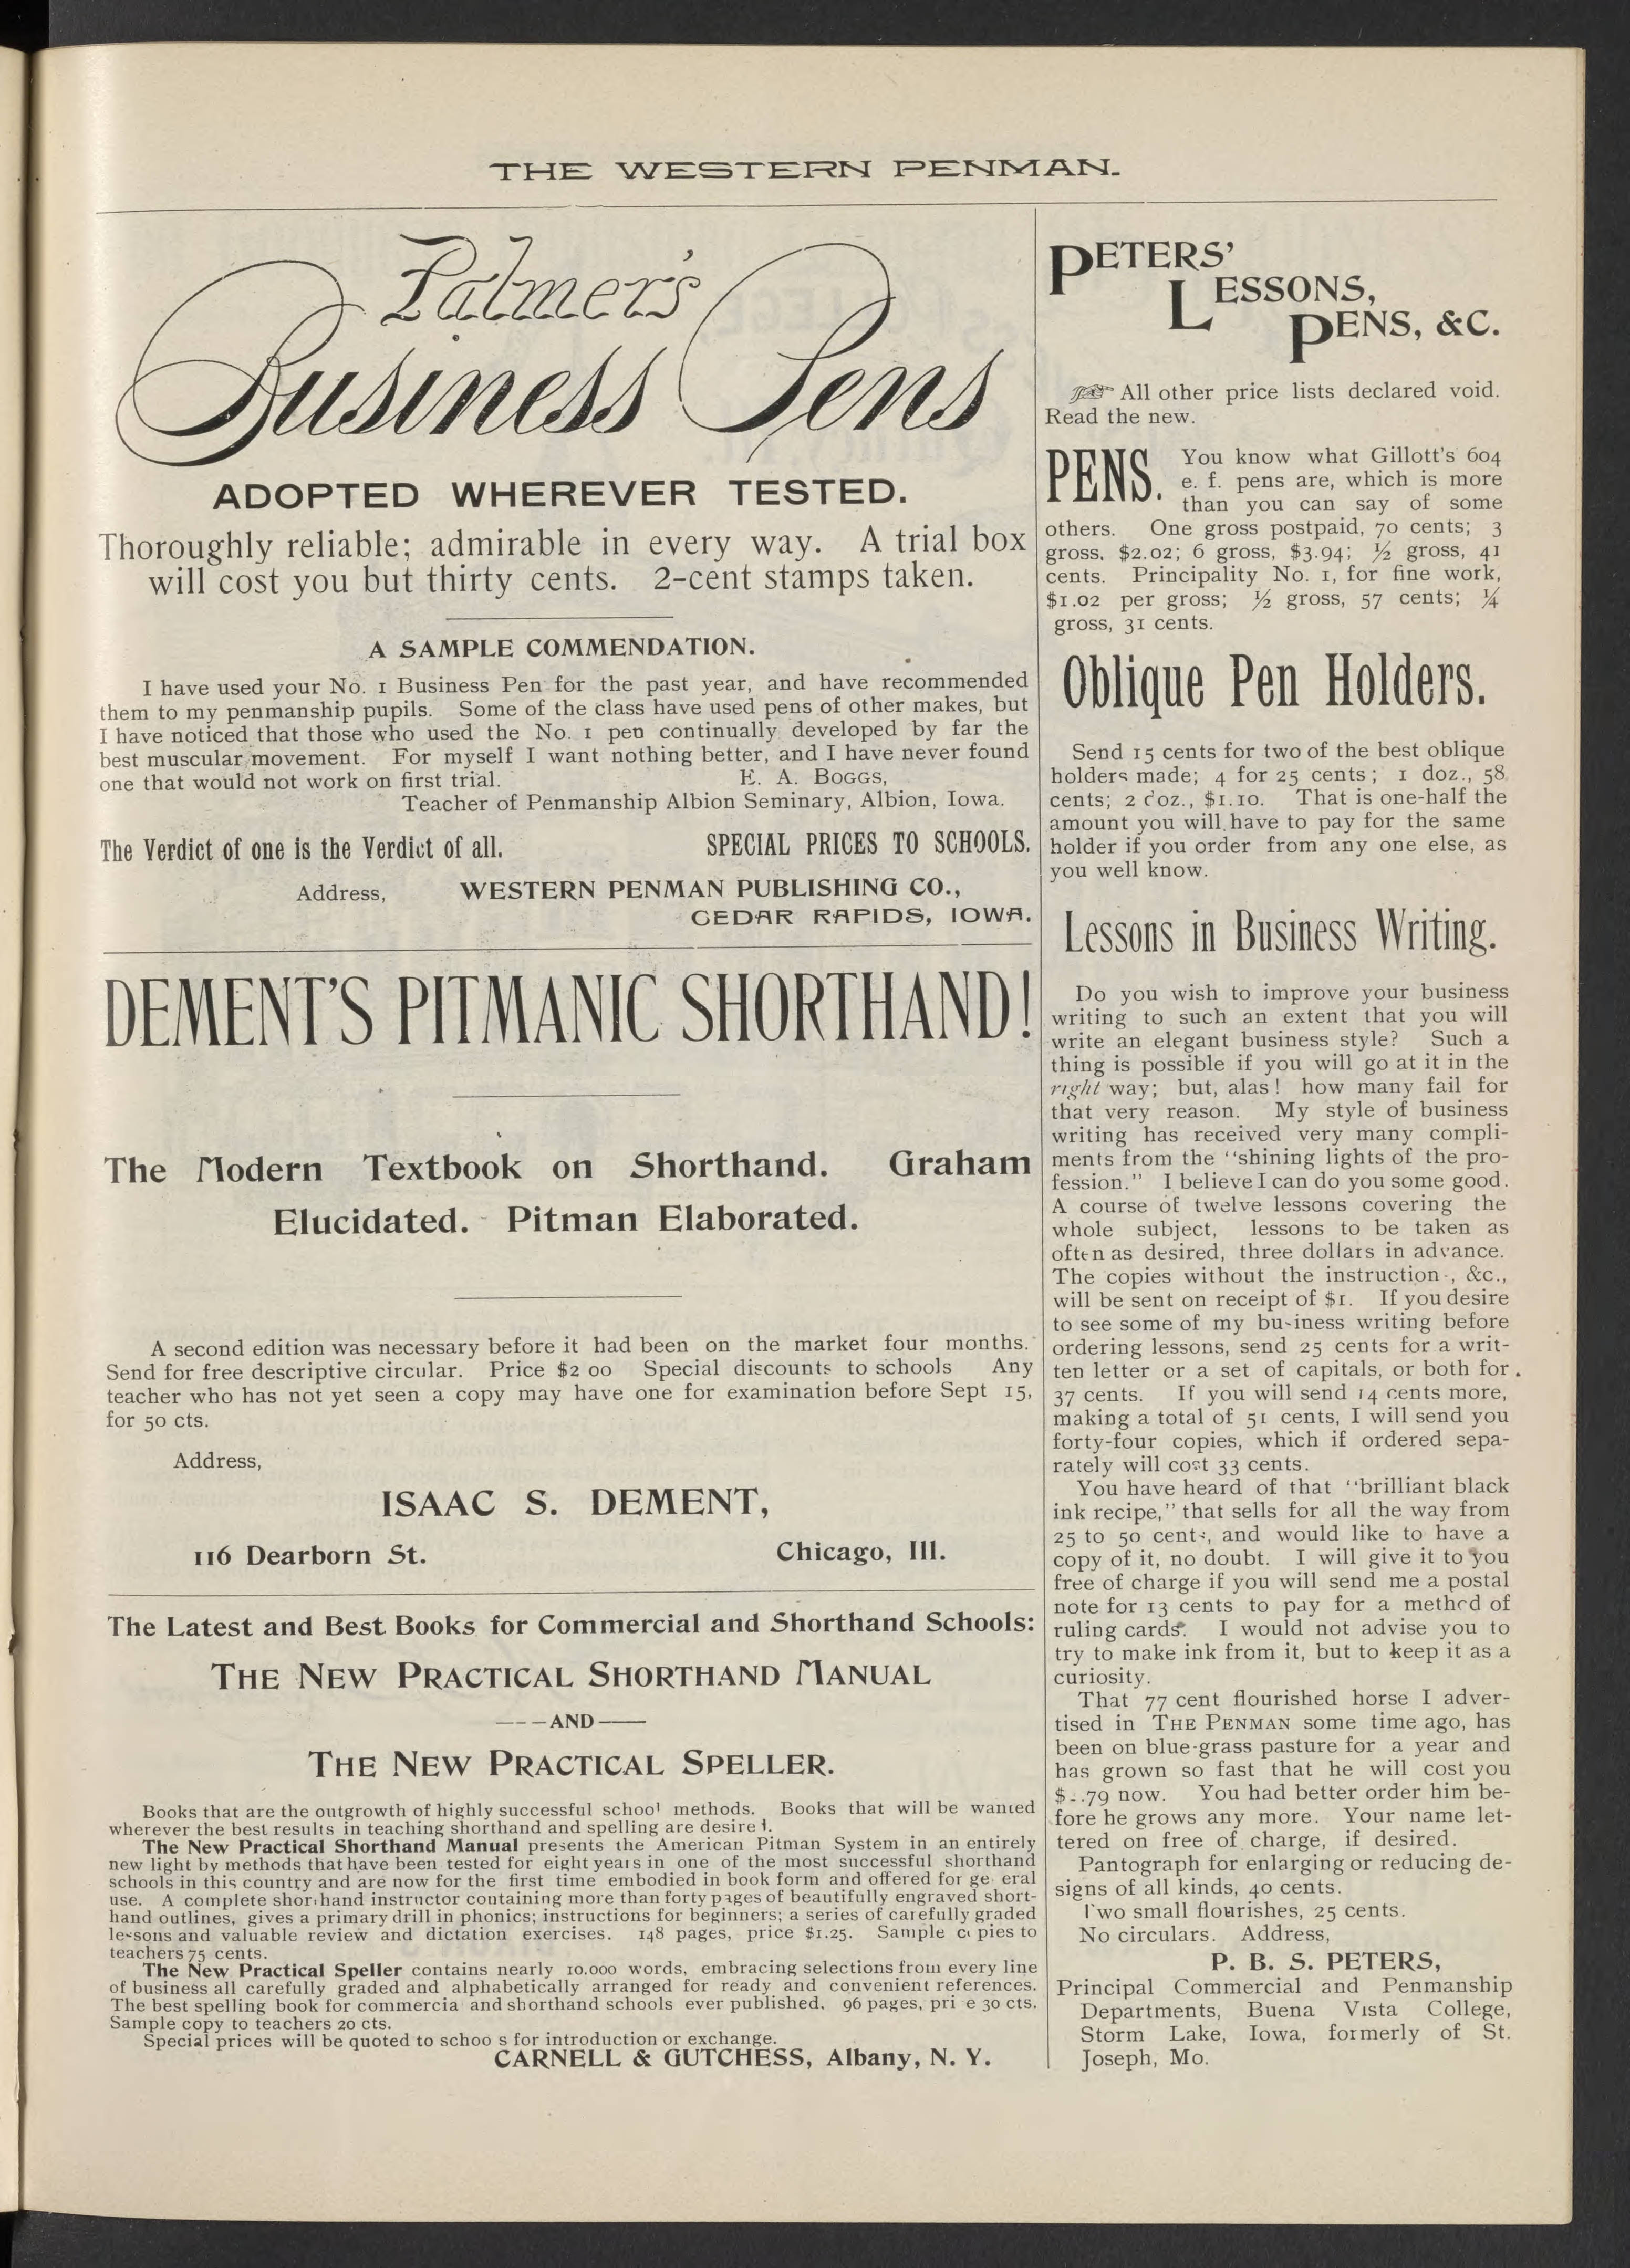 THE WESTERN PENMAN.
Palmer's
Business Pens
ADOPTED WHEREVER TESTED.
Thoroughly reliable; admirable in every way. A trial box
will cost you but thirty cents. 2-cent stamps taken.
A SAMPLE COMMENDATION.
I have used your No. 1 Business Pen for the past year, and have recommended
them to my penmanship pupils. Some of the class have used pens of other makes, but
I have noticed that those who used the No. 1 pen continually developed by far the
best muscular movement. For myself I want nothing better, and I have never found
one that would not work on first trial. E. A. BOGGS,
Teacher of Penmanship Albion Seminary, Albion, Iowa.
The Verdict of one is the Verdict of all. SPECIAL PRICES TO SCHOOLS.
Address, WESTERN PENMAN PUBLISHING CO.,
CEDAR RAPIDS, IOWA.
DEMENT'S PITMANIC SHORTHAND!
The Modern Textbook on Shorthand. Graham
Elucidated. Pitman Elaborated.
A second edition was necessary before it had been on the market four months.
Send for free descriptive circular. Price $2 00 Special discounts to schools Any
teacher who has not yet seen a copy may have one for examination before Sept 15,
for 50 cts.
Address,
ISAAC S. DEMENT,
116 Dearborn St. Chicago, Ill.
The Latest and Best Books for Commercial and Shorthand Schools:
THE NEW PRACTICAL SHORTHAND MANUAL
———AND——
THE NEW PRACTICAL SPELLER.
Books that are the outgrowth of highly successful school methods. Books that will be wanted
wherever the best results in teaching shorthand and spelling are desired.
The New Practical Shorthand Manual presents the American Pitman System in an entirely
new light by methods that have been tested for eight years in one of the most successful shorthand
schools in this country and are now for the first time embodied in book form and offered for ge eral
use. A complete shorthand instructor containing more than forty pages of beautifully engraved short-
hand outlines, gives a primary drill in phonics; instructions for beginners; a series of carefully graded
lessons and valuable review and dictation exercises. 148 pages, price $1.25. Sample copies to
teachers 75 cents.
The New Practical Speller contains nearly 10.000 words, embracing selections from every line
of business all carefully graded and alphabetically arranged for ready and convenient references.
The best spelling book for commercia and shorthand schools ever published. 96 pages, pri e 30 cts.
Sample copy to teachers 20 cts.
Special prices will be quoted to schoo s for introduction or exchange.
CARNELL & GUTCHESS, Albany, N. Y.
PETERS'
LESSONS,
PENS, &C.
☞ All other price lists declared void.
Read the new.
PENS. You know what Gillott's 604
e. f. pens are, which is more
than you can say of some
others. One gross postpaid, 70 cents; 3
gross, $2.02; 6 gross, $3.94; ½ gross, 41
cents. Principality No. 1, for fine work,
$1.02 per gross; ½ gross, 57 cents; ¼
gross, 31 cents.
Oblique Pen Holders.
Send 15 cents for two of the best oblique
holders made; 4 for 25 cents; 1 doz., 58
cents; 2 doz., $1.10. That is one-half the
amount you will have to pay for the same
holder if you order from any one else, as
you well know.
Lessons in Business Writing.
Do you wish to improve your business
writing to such an extent that you will
write an elegant business style? Such a
thing is possible if you will go at it in the
right way; but, alas! how many fail for
that very reason. My style of business
writing has received very many compli-
ments from the "shining lights of the pro-
fession." I believe I can do you some good.
A course of twelve lessons covering the
whole subject, lessons to be taken as
often as desired, three dollars in advance.
The copies without the instruction , &c.,
will be sent on receipt of $1. If you desire
to see some of my business writing before
ordering lessons, send 25 cents for a writ-
ten letter or a set of capitals, or both for
37 cents. If you will send 14 cents more,
making a total of 51 cents, I will send you
forty-four copies, which if ordered sepa-
rately will cost 33 cents.
You have heard of that "brilliant black
ink recipe," that sells for all the way from
25 to 50 cents, and would like to have a
copy of it, no doubt. I will give it to you
free of charge if you will send me a postal
note for 13 cents to pay for a method of
ruling cards. I would not advise you to
try to make ink from it, but to keep it as a
curiosity.
That 77 cent flourished horse I adver-
tised in THE PENMAN some time ago, has
been on blue-grass pasture for a year and
has grown so fast that he will cost you
now. You had better order him be-
fore he grows any more. Your name let-
tered on free of charge, if desired.
Pantograph for enlarging or reducing de-
signs of all kinds, 40 cents.
Two small flourishes, 25 cents.
No circulars. Address,
P. B. S. PETERS,
Principal Commercial and Penmanship
Departments, Buena Vista College,
Storm Lake, Iowa, formerly of St.
Joseph, Mo.